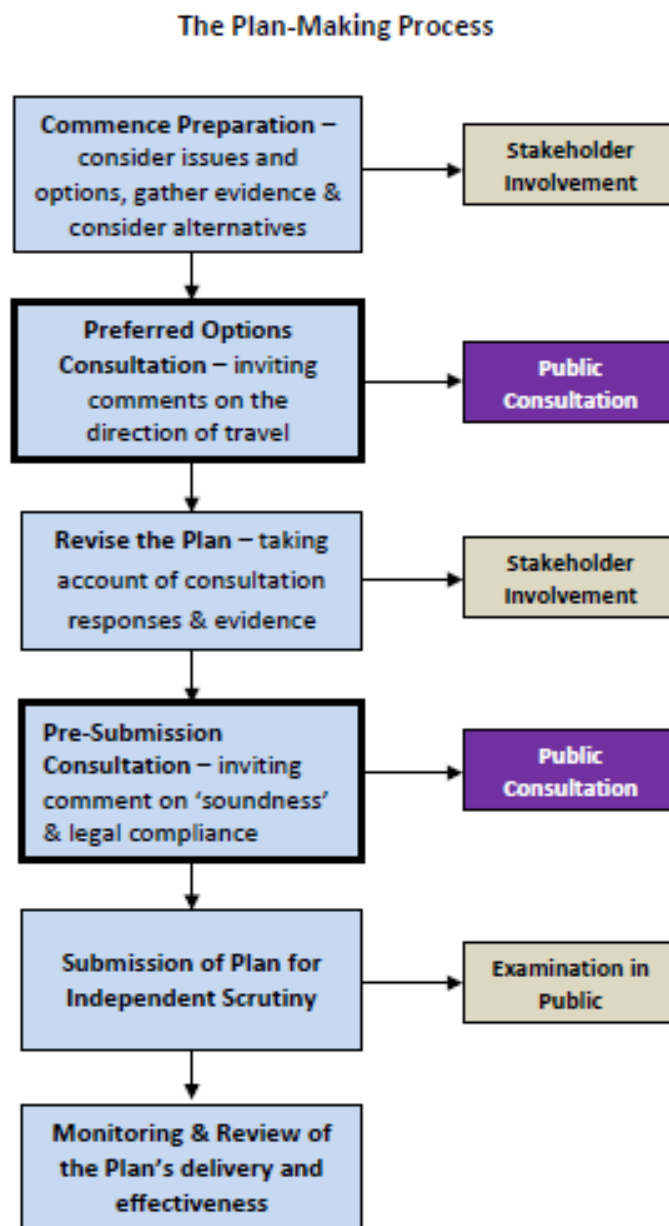 The Plan-Making Process
Commence Preparation –
consider issues and
options, gather evidence &
consider alternatives
Stakeholder
Involvement
Preferred Options
Consultation – inviting
comments on the
direction of travel
Public
Consultation
Revise the Plan – taking
account of consultation
responses & evidence
Stakeholder
Involvement
Pre-Submission
Consultation – inviting
comment on ‘soundness’
& legal compliance
Public
Consultation
Submission of Plan for
Independent Scrutiny
Examination in
Public
Monitoring & Review of
the Plan’s delivery and
effectiveness